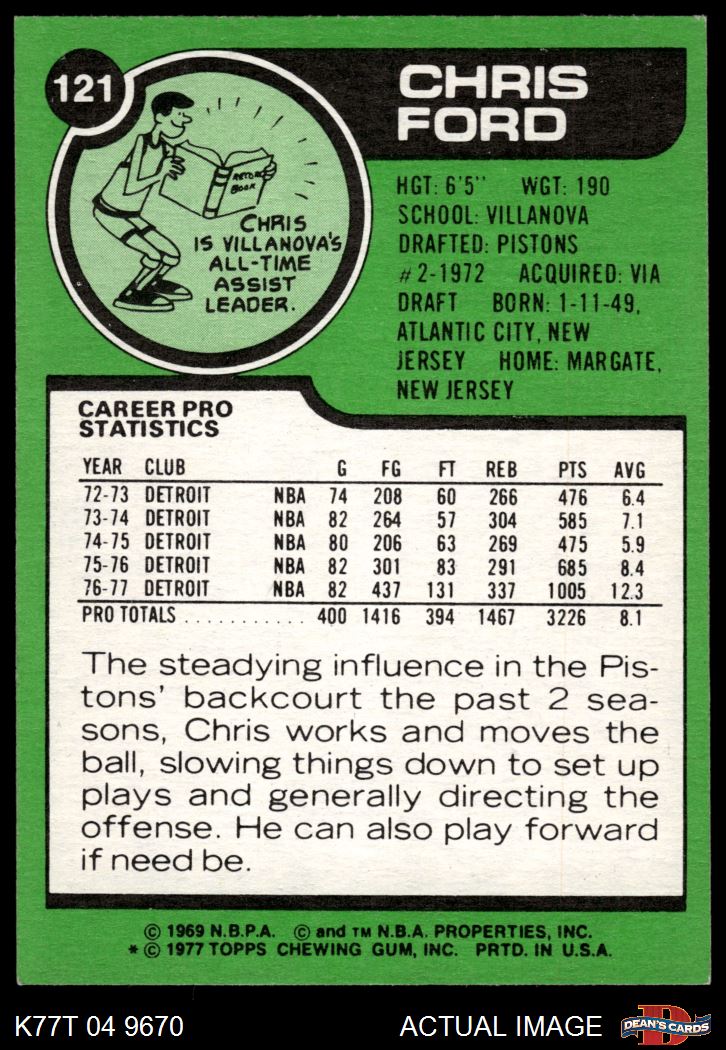 121
CHRIS
FORD
RECORD
BOOK
CHRIS
IS VILLANOVA'S
ALL-TIME
ASSIST
LEADER.
HGT: 6'5" WGT: 190
SCHOOL: VILLANOVA
DRAFTED: PISTONS
#2-1972 ACQUIRED: VIA
DRAFT BORN: 1-11-49,
ATLANTIC CITY, NEW
JERSEY HOME: MARGATE,
NEW JERSEY
CAREER PRO
STATISTICS
YEAR CLUB G FG FT REB PTS AVG
72-73 DETROIT NBA 74 208 60 266 476 6.4
73-74 DETROIT NBA 82 264 57 304 585 7.1
74-75 DETROIT NBA 80 206 63 269 475 5.9
75-76 DETROIT NBA 82 301 83 291 685 8.4
76-77 DETROIT NBA 82 437 131 337 1005 12.3
PRO TOTALS . . . . . . . . . . . 400 1416 394 1467 3226 8.1
The steadying influence in the Pis-
tons' backcourt the past 2 sea-
sons, Chris works and moves the
ball, slowing things down to set up
plays and generally directing the
offense. He can also play forward
if need be.
© 1969 N.B.P.A. © and TM N.B.A. PROPERTIES, INC.
* © 1977 TOPPS CHEWING GUM, INC. PRTD. IN U.S.A.
K77T 04 9670 ACTUAL IMAGE
D
DEAN'S CARDS